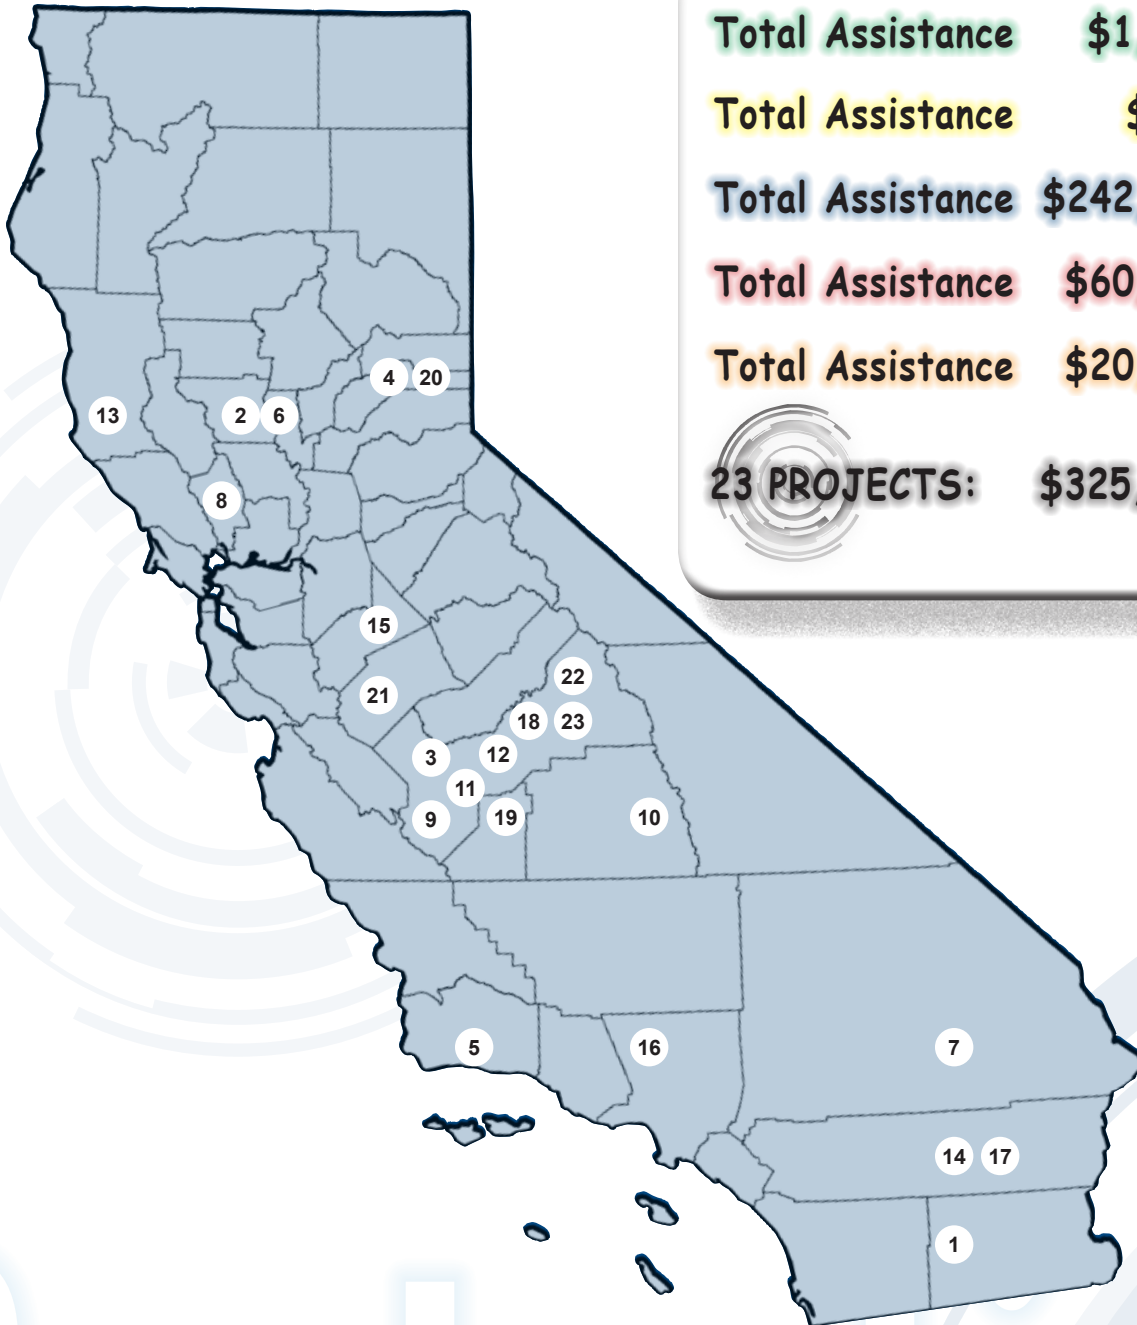 Total Assistance $1,
Total Assistance $
Total Assistance $242,
Total Assistance $60,
Total Assistance $20,
23 PROJECTS: $325,
4 20
13 2 6
8
15
22
21
18 23
3 12
11
9 19 10
5 16 7
14 17
1